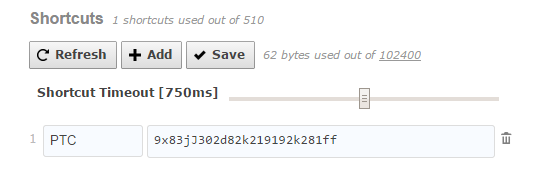 Shortcuts 1 shortcuts used out of 510
Refresh Add Save 62 bytes used out of 102400
Shortcut Timeout [750ms]
1 PTC 9x83jJ302d82k219192k281ff